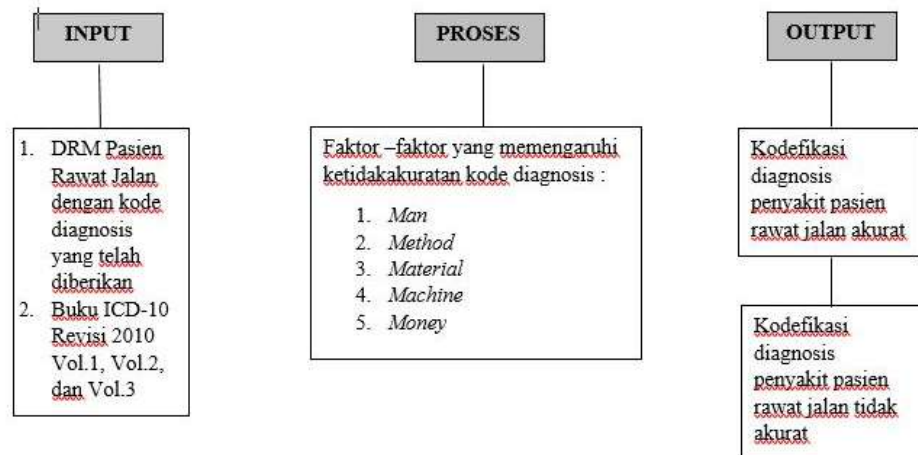 INPUT
1. DRM Pasien
Rawat Jalan
dengan kode
diagnosis
yang telah
diberikan
2. Buku ICD-10
Revisi 2010
Vol.1, Vol.2,
dan Vol.3
PROSES
Faktor –faktor yang memengaruhi
ketidakakuratan kode diagnosis :
1. Man
2. Method
3. Material
4. Machine
5. Money
OUTPUT
Kodefikasi
diagnosis
penyakit pasien
rawat jalan akurat
Kodefikasi
diagnosis
penyakit pasien
rawat jalan tidak
akurat